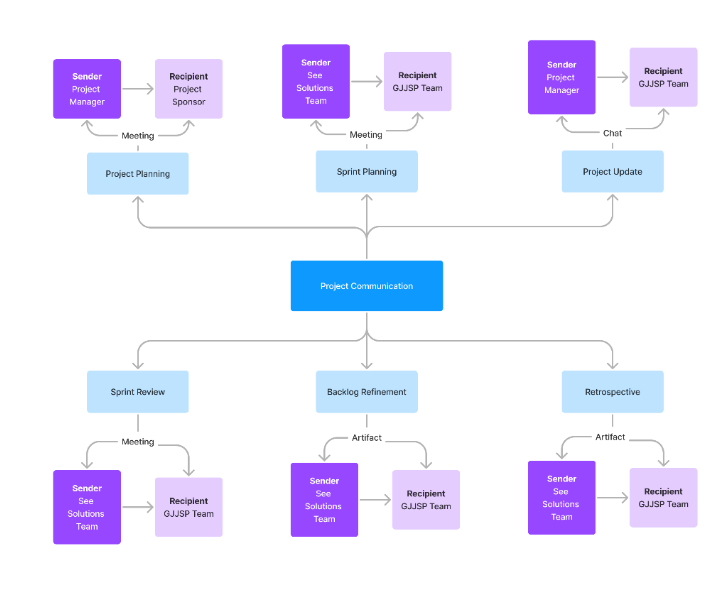 Sender
Project
Manager
Recipient
Project
Sponsor
Meeting
Project Planning
Sender
See
Solutions
Team
Recipient
GJJSP Team
Meeting
Sprint Planning
Sender
Project
Manager
Recipient
GJJSP Team
Chat
Project Update
Project Communication
Sprint Review
Meeting
Sender
See
Solutions
Team
Recipient
GJJSP Team
Backlog Refinement
Artifact
Sender
See
Solutions
Team
Recipient
GJJSP Team
Retrospective
Artifact
Sender
See
Solutions
Team
Recipient
GJJSP Team